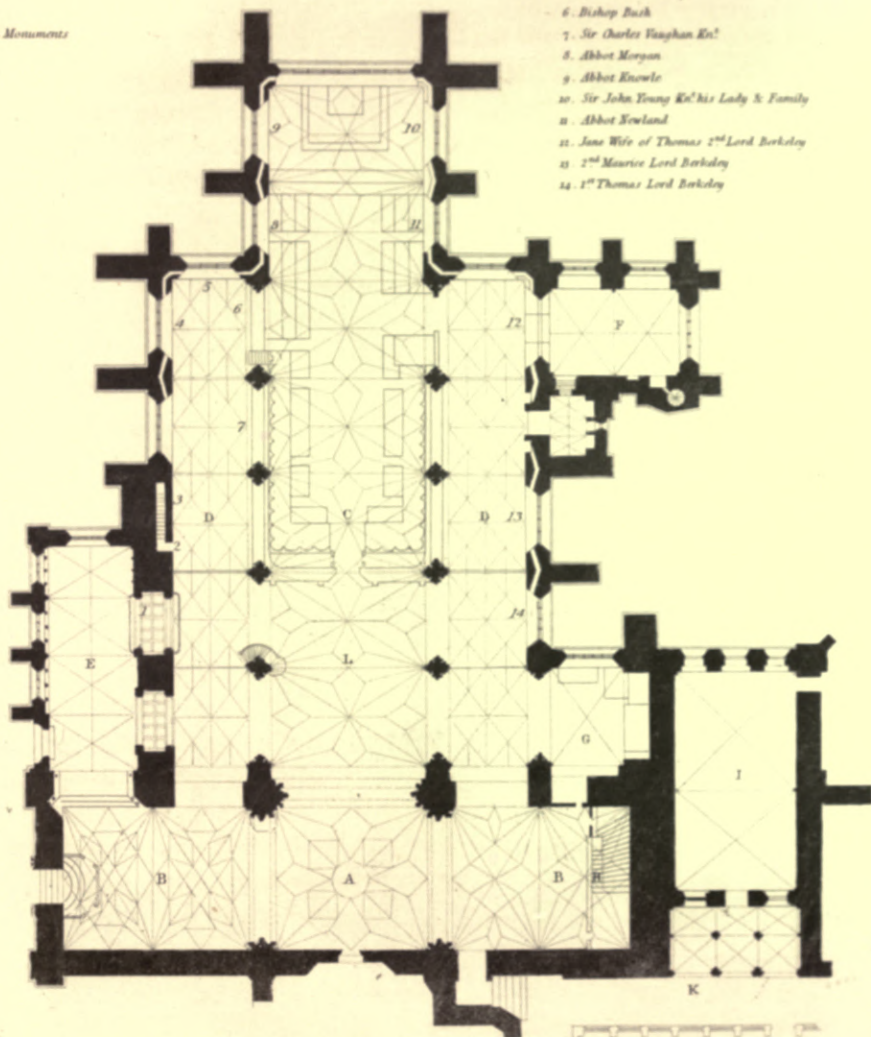 Monuments
6. Bishop Bush
7. Sir Charles Vaughan Knt
8. Abbot Morgan
9. Abbot Knowle
10. Sir John Young Knt his Lady & Family
11. Abbot Newland
12. Jane Wife of Thomas 2nd Lord Berkeley
13. 2nd Maurice Lord Berkeley
14. 1st Thomas Lord Berkeley
9 10
8 11
5
6
4 12 F
7
3 D C D 13
2
1 14
E L
G
I
B A B H
K